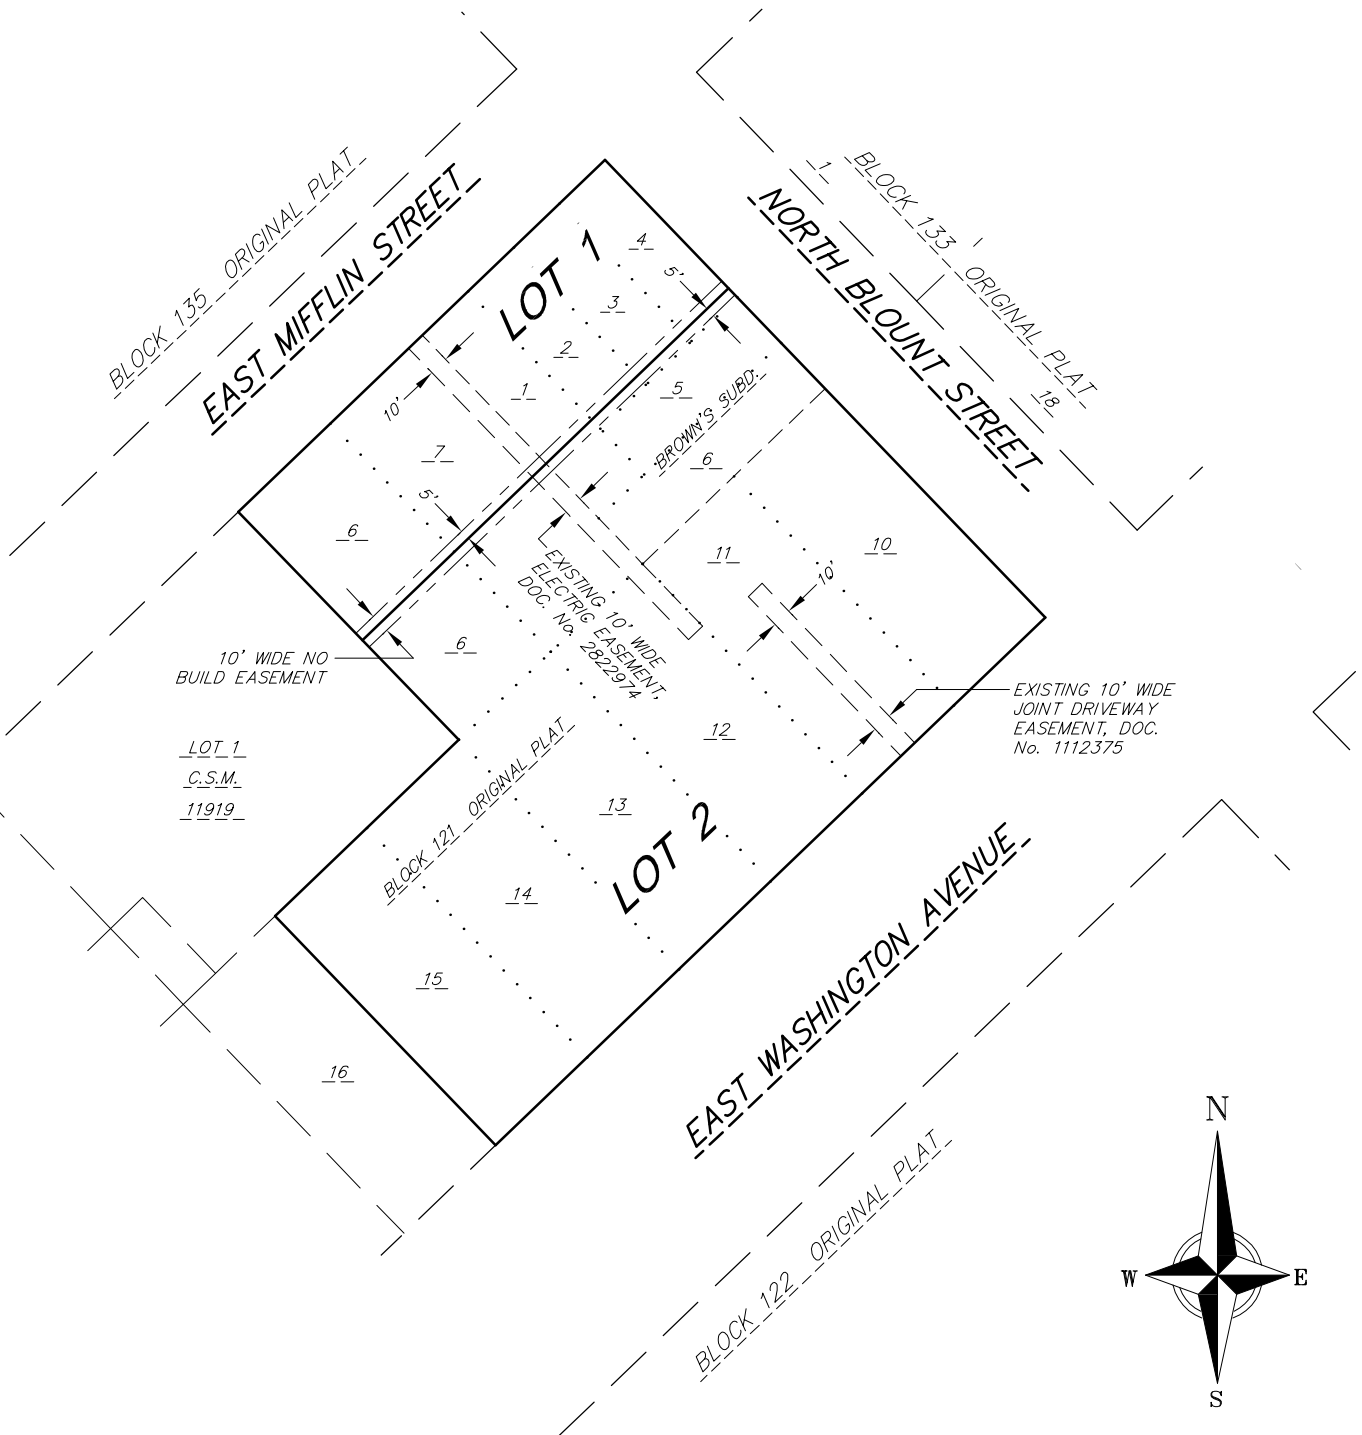 BLOCK 135 ORIGINAL PLAT
EAST MIFFLIN STREET
1
BLOCK 133 ORIGINAL PLAT
18
NORTH BLOUNT STREET
LOT 1
4
5'
3
2
1
10'
7
5
BROWN'S SUBD.
6
5'
6
EXISTING 10' WIDE
ELECTRIC EASEMENT,
DOC. No. 2822974
11
10
10'
10' WIDE NO
BUILD EASEMENT
6
EXISTING 10' WIDE
JOINT DRIVEWAY
EASEMENT, DOC.
No. 1112375
LOT 1
C.S.M.
11919
12
BLOCK 121 ORIGINAL PLAT
13
LOT 2
14
15
16
EAST WASHINGTON AVENUE
BLOCK 122 ORIGINAL PLAT
N
W
E
S